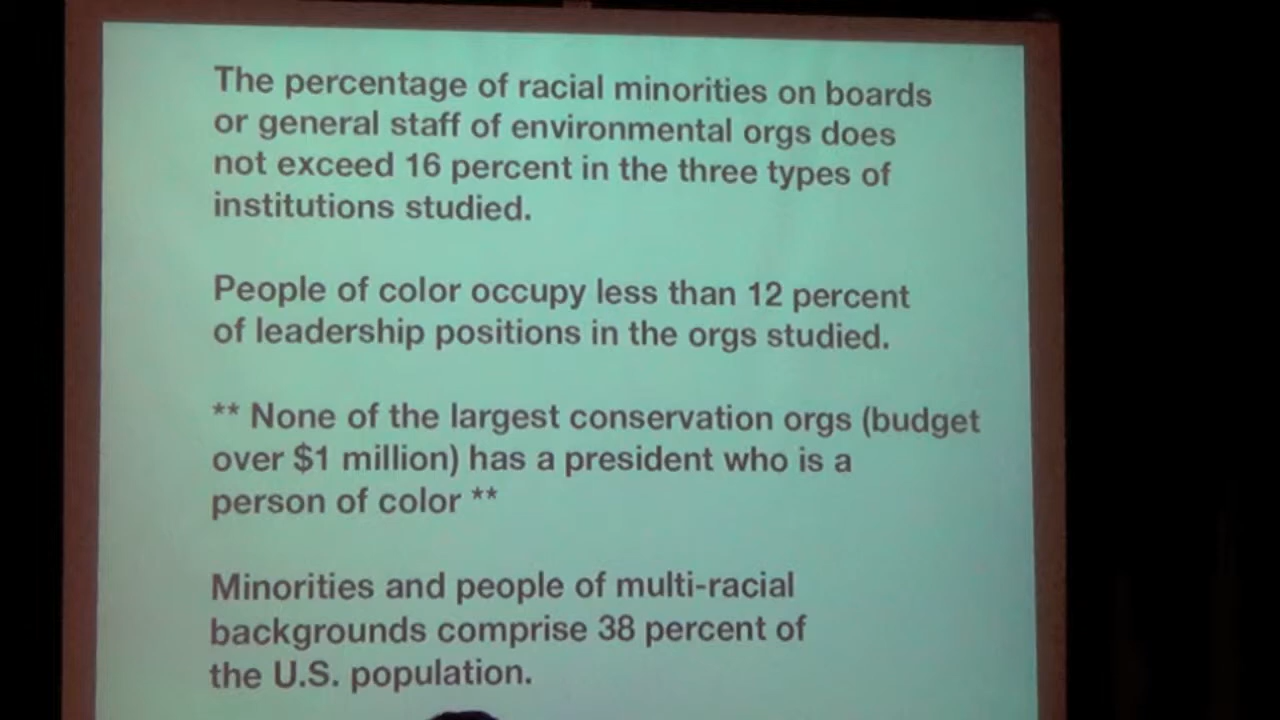 The percentage of racial minorities on boards
or general staff of environmental orgs does
not exceed 16 percent in the three types of
institutions studied.
People of color occupy less than 12 percent
of leadership positions in the orgs studied.
** None of the largest conservation orgs (budget
over $1 million) has a president who is a
person of color **
Minorities and people of multi-racial
backgrounds comprise 38 percent of
the U.S. population.